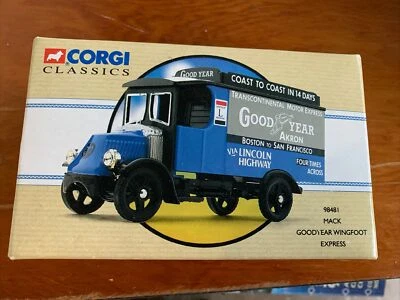 CORGI
CLASSICS
GOOD YEAR
COAST TO COAST IN 14 DAYS
TRANSCONTINENTAL MOTOR EXPRESS
GOOD YEAR
AKRON
BOSTON TO SAN FRANCISCO
VIA LINCOLN
HIGHWAY
FOUR TIMES
ACROSS
L
98481
MACK
GOODYEAR WINGFOOT
EXPRESS